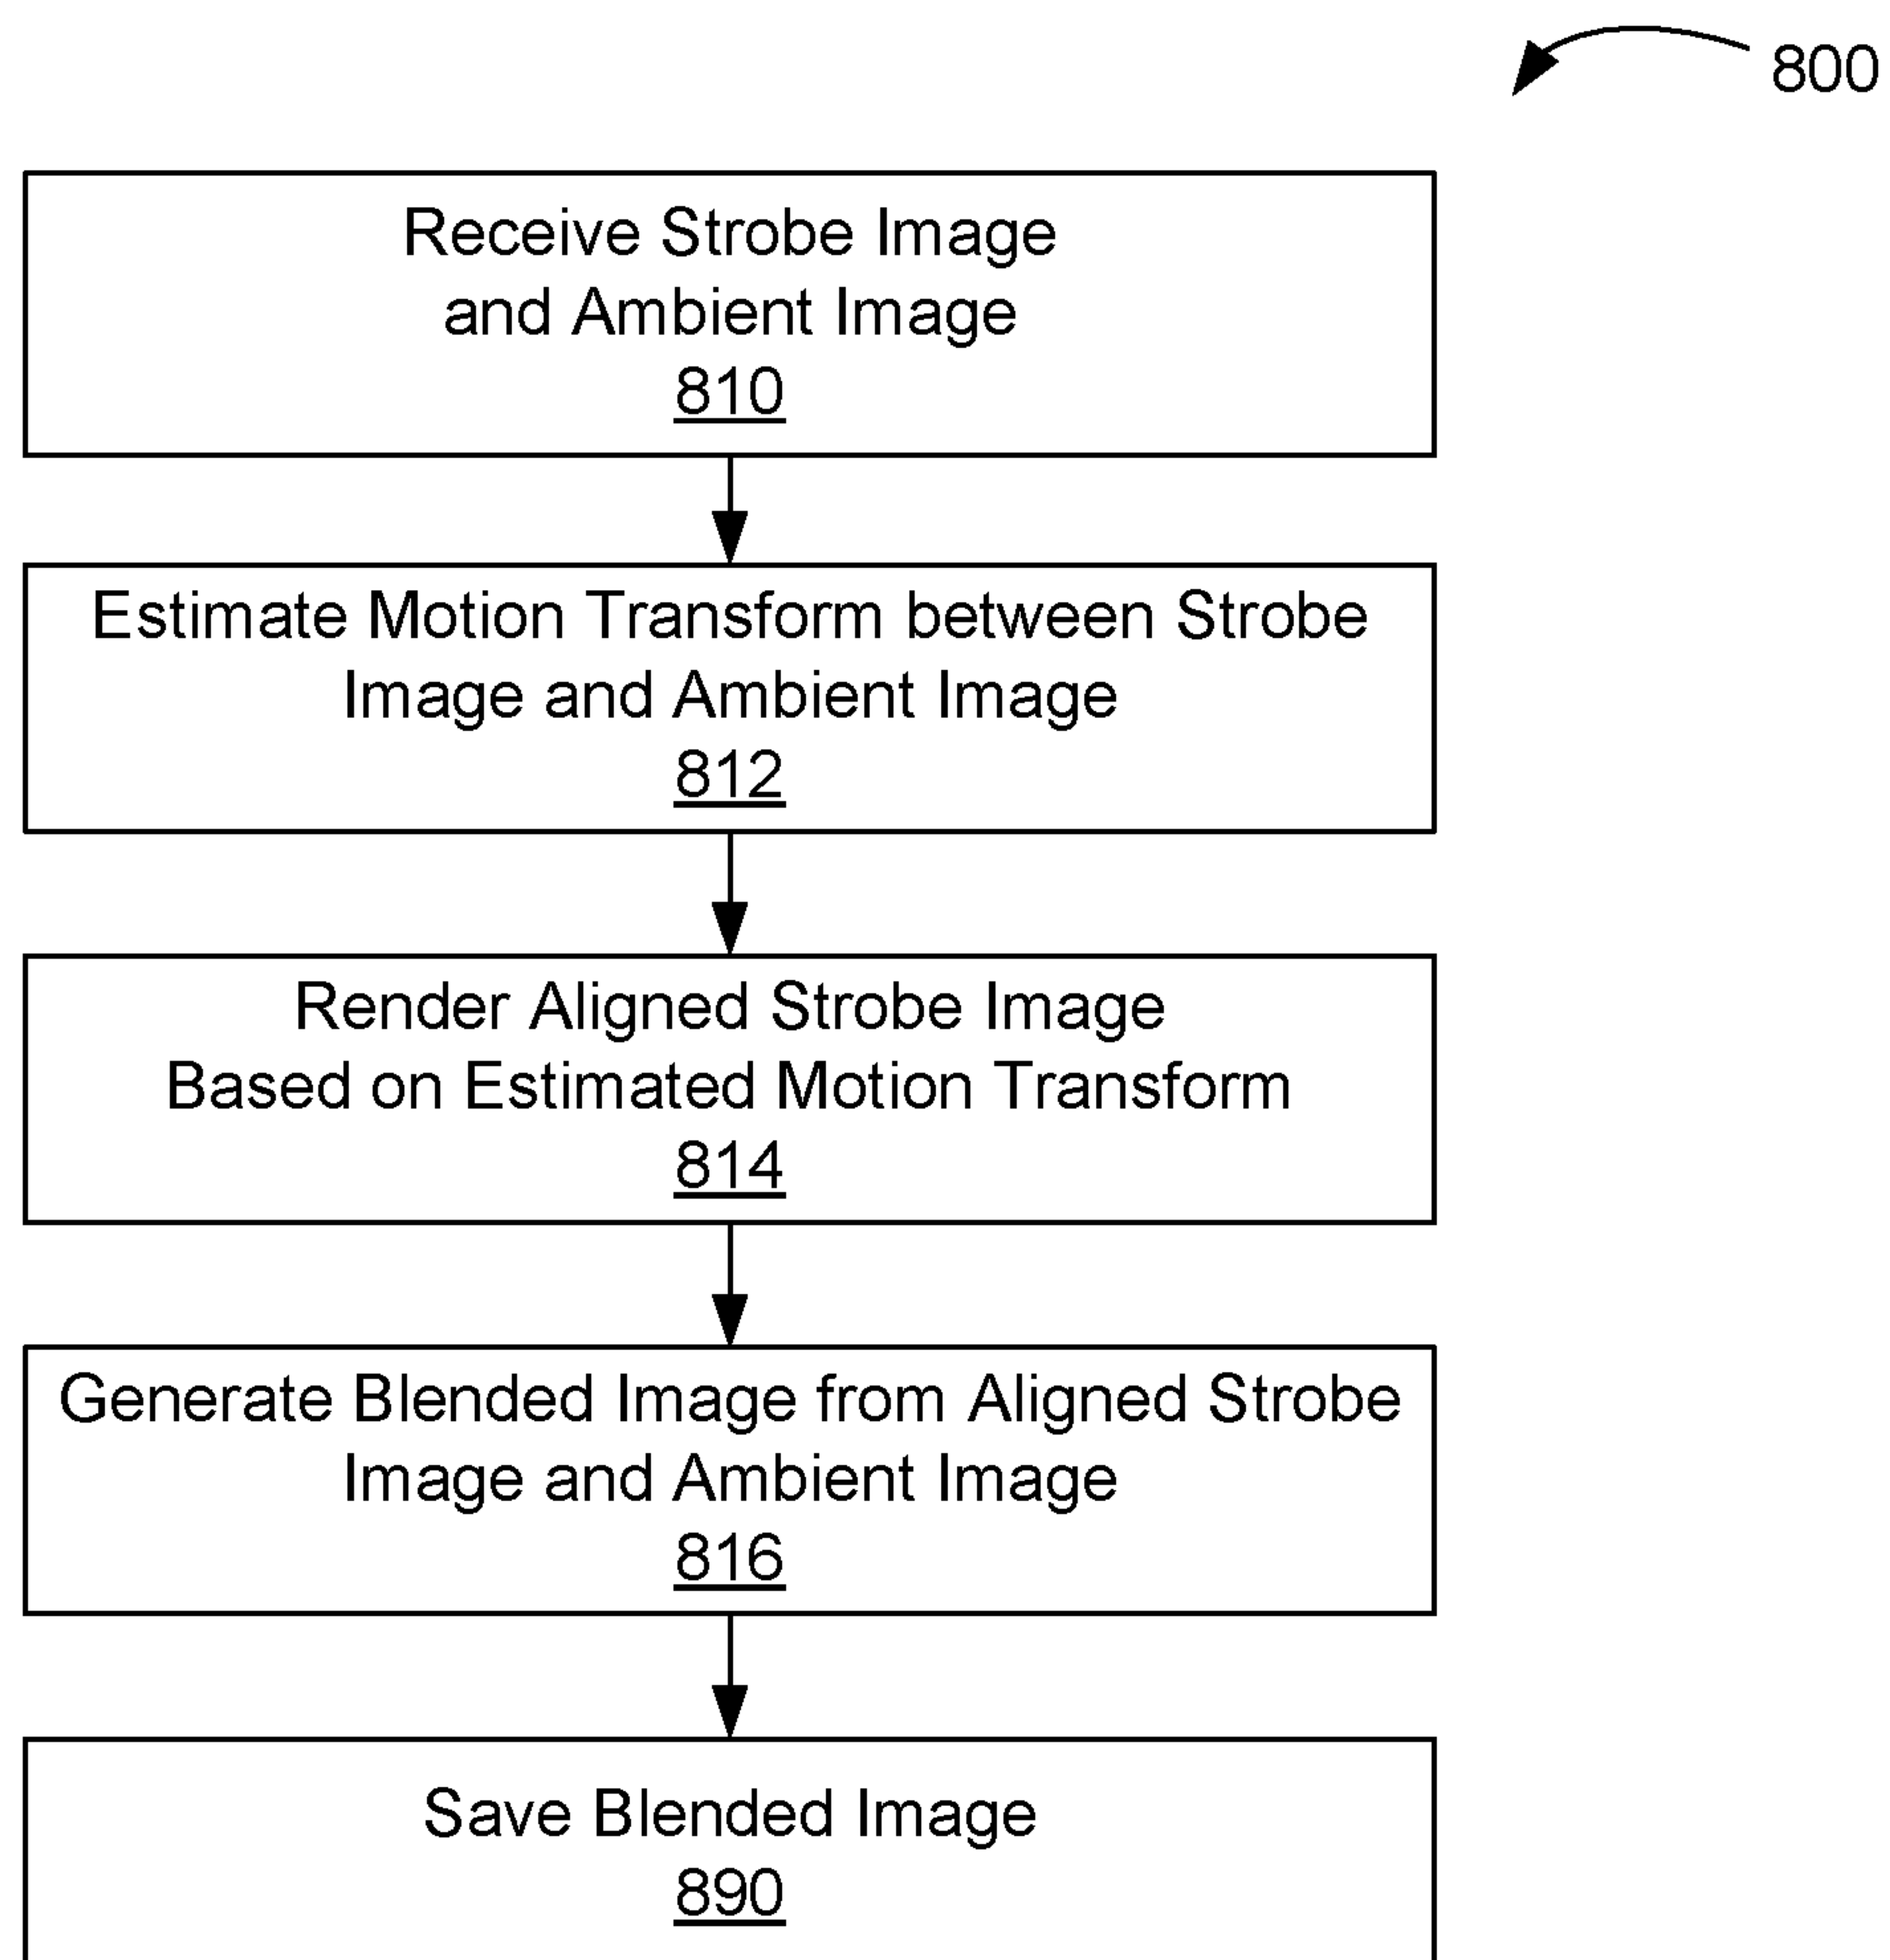 800
Receive Strobe Image
and Ambient Image
810
Estimate Motion Transform between Strobe
Image and Ambient Image
812
Render Aligned Strobe Image
Based on Estimated Motion Transform
814
Generate Blended Image from Aligned Strobe
Image and Ambient Image
816
Save Blended Image
890